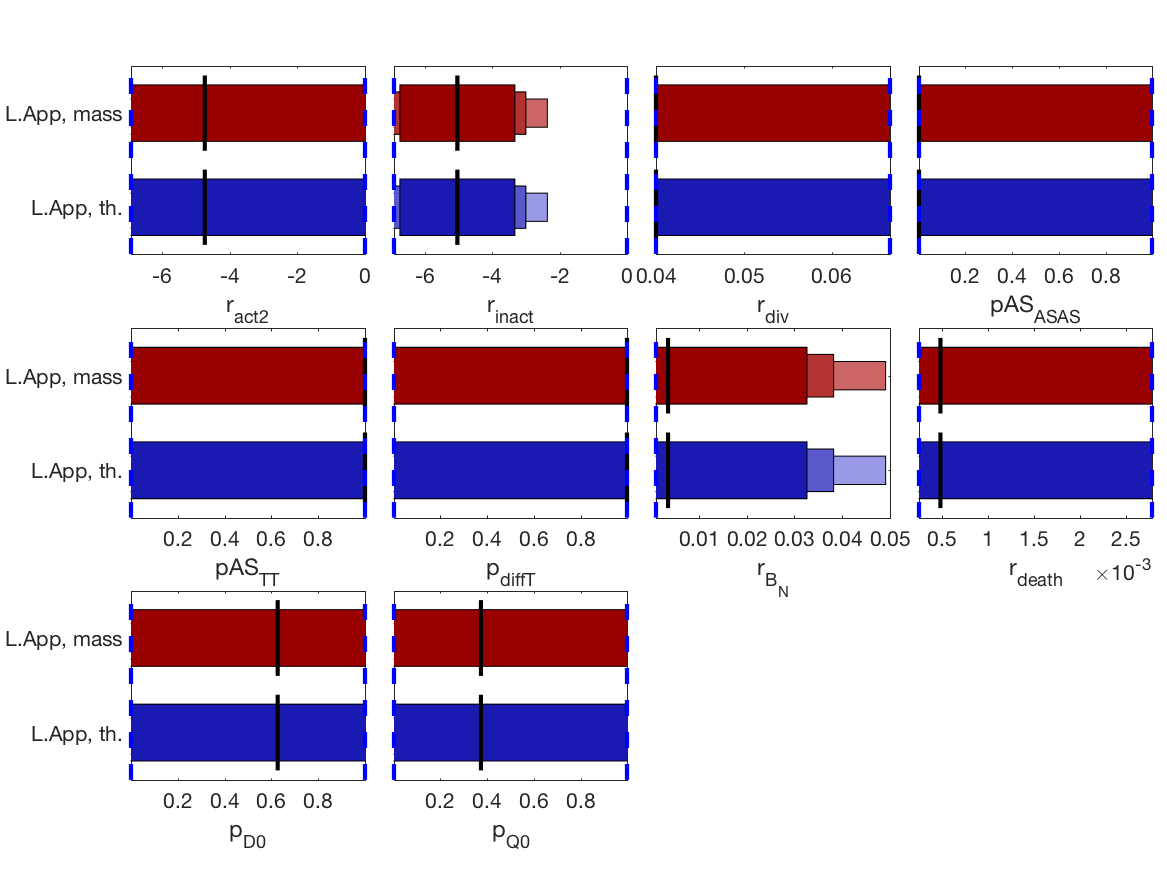 L.App, mass
L.App, th.
-6 -4 -2 0
r_act2
-6 -4 -2 0
r_inact
0.04 0.05 0.06
r_div
0.2 0.4 0.6 0.8
pAS_ASAS
L.App, mass
L.App, th.
0.2 0.4 0.6 0.8
pAS_TT
0.2 0.4 0.6 0.8
p_diffT
0.01 0.02 0.03 0.04 0.05
r_B_N
0.5 1 1.5 2 2.5
r_death ×10^-3
L.App, mass
L.App, th.
0.2 0.4 0.6 0.8
p_D0
0.2 0.4 0.6 0.8
p_Q0